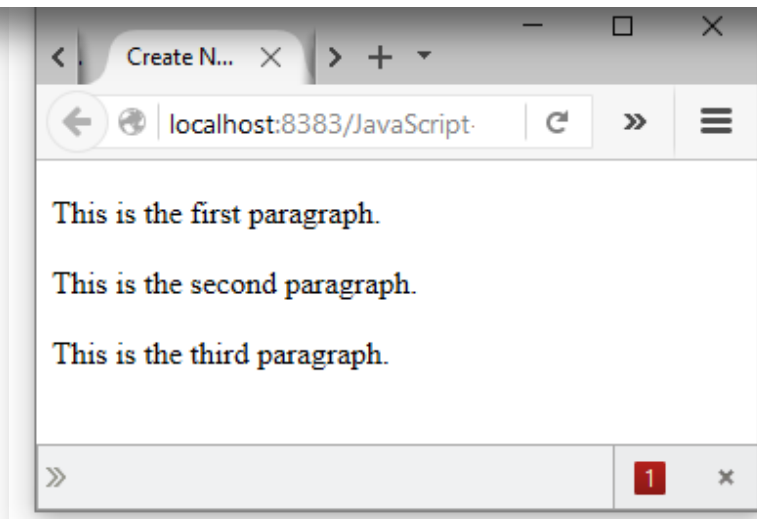 Create N...
localhost:8383/JavaScript-
This is the first paragraph.
This is the second paragraph.
This is the third paragraph.
1